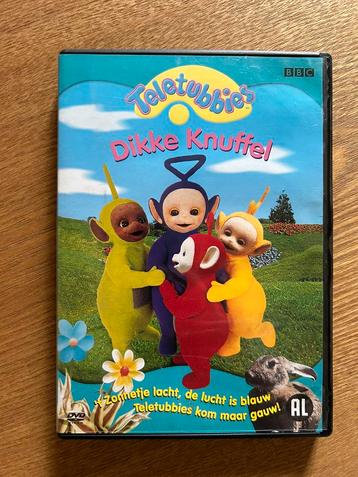 BBC
Teletubbies
Dikke Knuffel
't Zonnetje lacht, de lucht is blauw
Teletubbies kom maar gauw!
DVD
AL